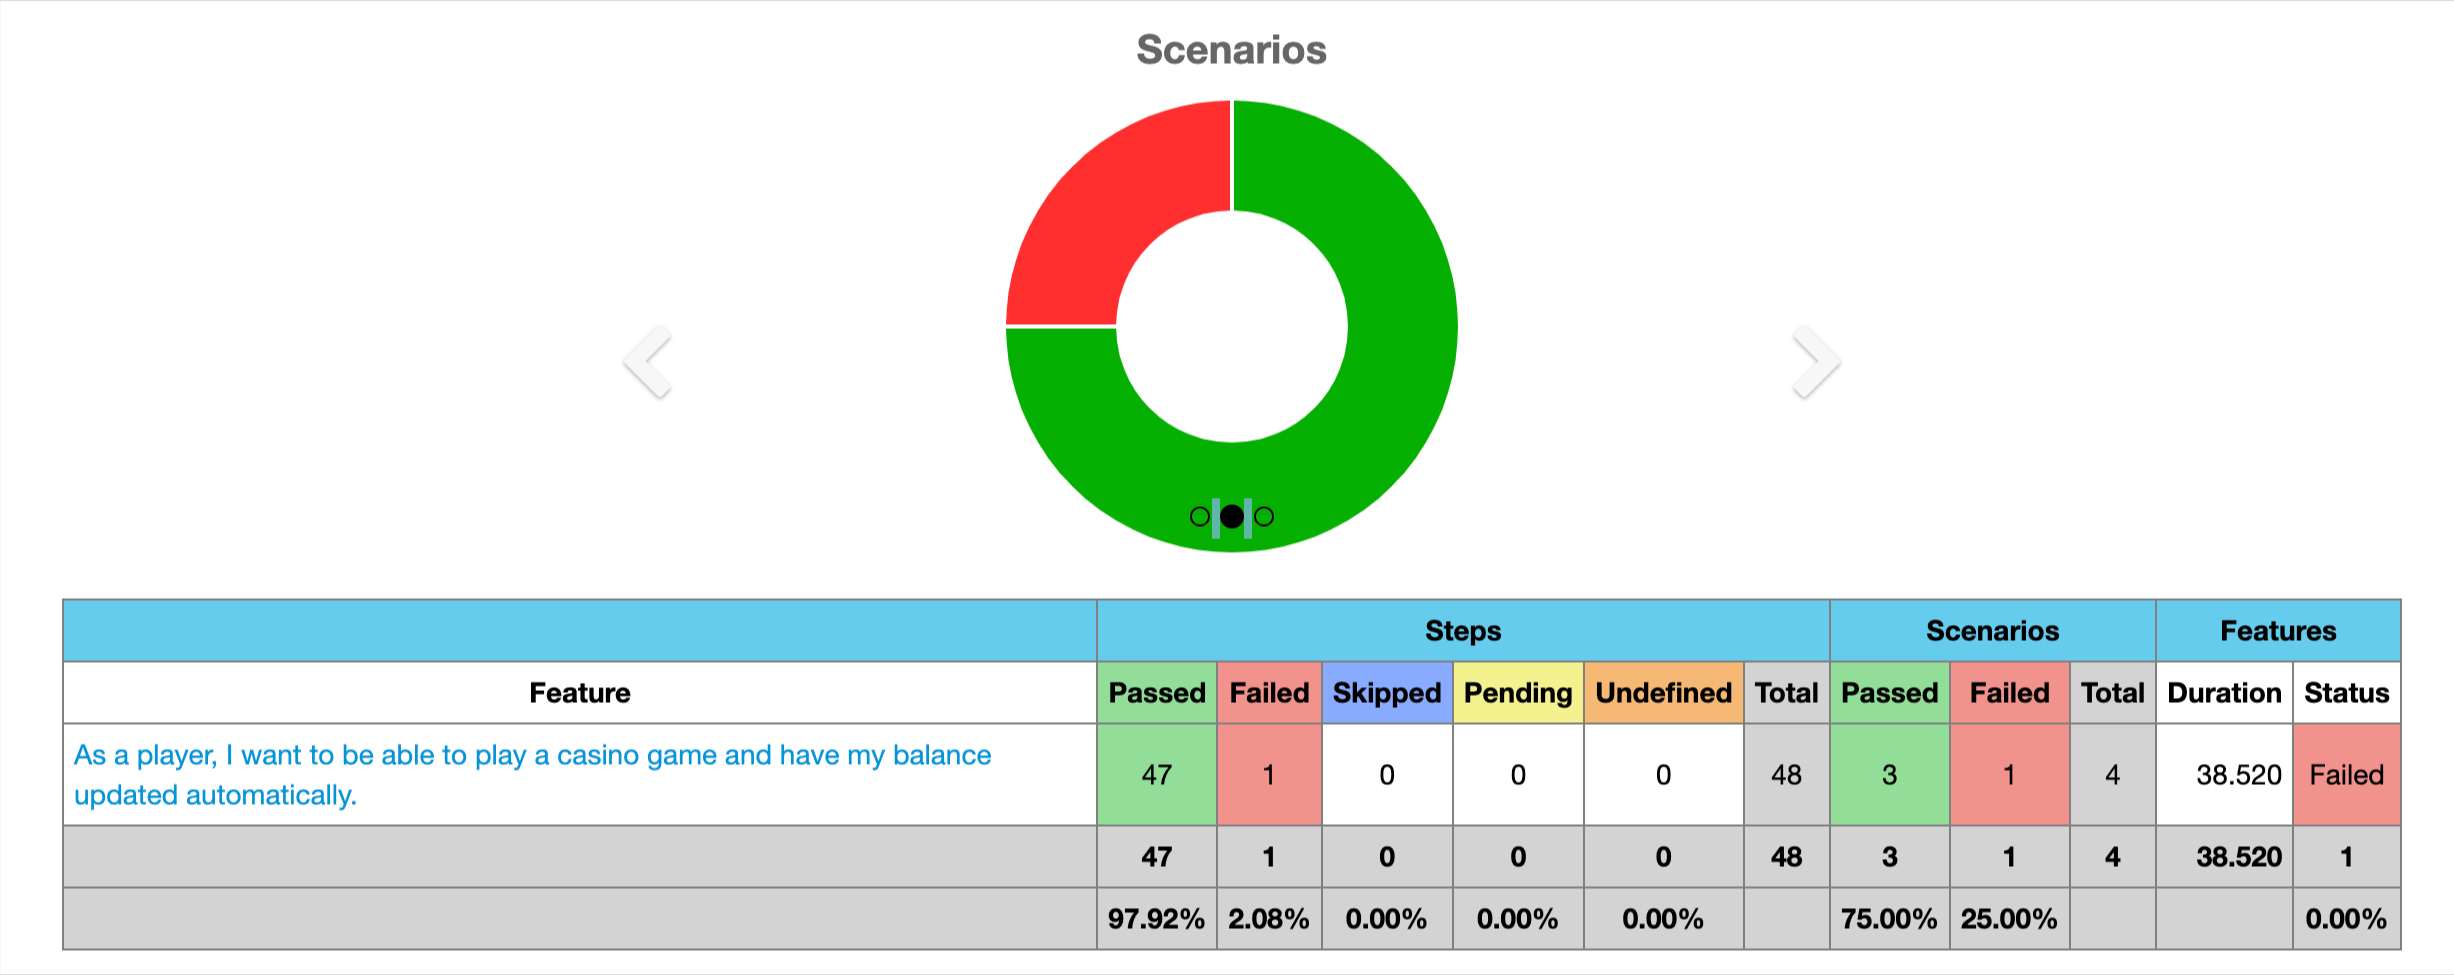 Scenarios
Steps Scenarios Features
Feature Passed Failed Skipped Pending Undefined Total Passed Failed Total Duration Status
As a player, I want to be able to play a casino game and have my balance
updated automatically.
47 1 0 0 0 48 3 1 4 38.520 Failed
47 1 0 0 0 48 3 1 4 38.520 1
97.92% 2.08% 0.00% 0.00% 0.00% 75.00% 25.00% 0.00%